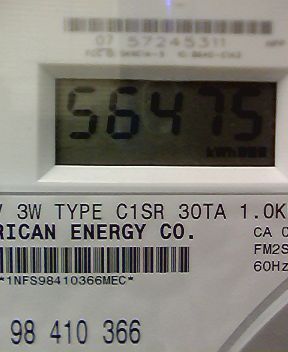 07 57245311
56475
kWh
V 3W TYPE C1SR 30TA 1.0K
RICAN ENERGY CO.
CA 0
FM2S
60Hz
*1NFS98410366MEC*
98 410 366